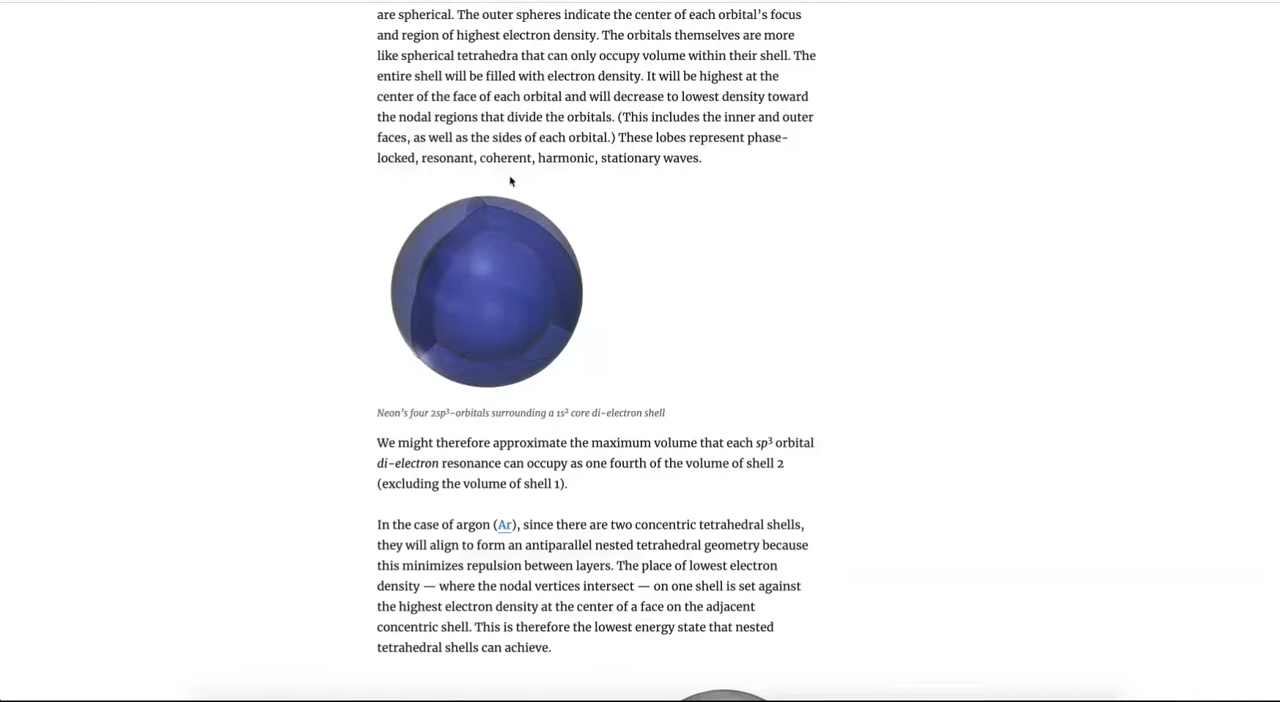 are spherical. The outer spheres indicate the center of each orbital's focus
and region of highest electron density. The orbitals themselves are more
like spherical tetrahedra that can only occupy volume within their shell. The
entire shell will be filled with electron density. It will be highest at the
center of the face of each orbital and will decrease to lowest density toward
the nodal regions that divide the orbitals. (This includes the inner and outer
faces, as well as the sides of each orbital.) These lobes represent phase-
locked, resonant, coherent, harmonic, stationary waves.
Neon's four 2sp³-orbitals surrounding a 1s² core di-electron shell
We might therefore approximate the maximum volume that each sp³ orbital
di-electron resonance can occupy as one fourth of the volume of shell 2
(excluding the volume of shell 1).
In the case of argon (Ar), since there are two concentric tetrahedral shells,
they will align to form an antiparallel nested tetrahedral geometry because
this minimizes repulsion between layers. The place of lowest electron
density — where the nodal vertices intersect — on one shell is set against
the highest electron density at the center of a face on the adjacent
concentric shell. This is therefore the lowest energy state that nested
tetrahedral shells can achieve.